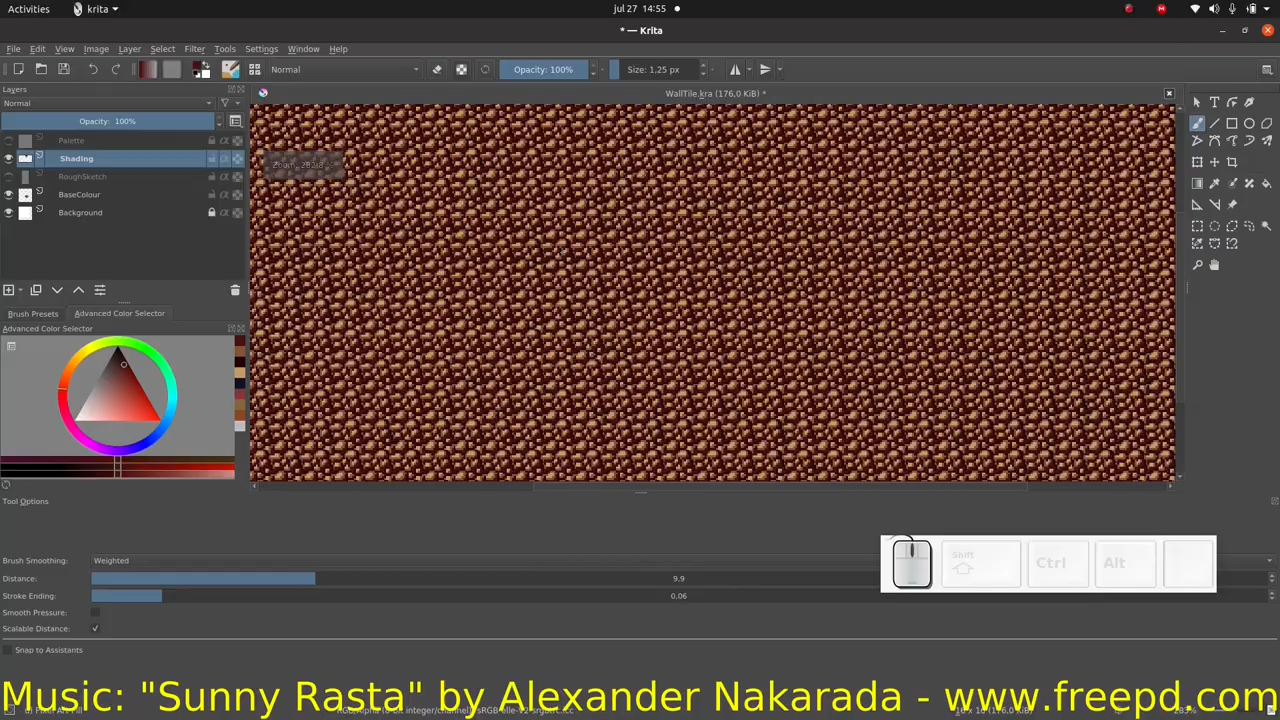 Activities
krita
jul 27 14:55
* — Krita
File Edit View Image Layer Select Filter Tools Settings Window Help
Normal
Opacity: 100%
Size: 1,25 px
Layers
WallTile.kra (176,0 KiB) *
Normal
Opacity: 100%
Palette
Shading
RoughSketch
BaseColour
Background
Brush Presets
Advanced Color Selector
Advanced Color Selector
Tool Options
Brush Smoothing: Weighted
Distance: 9,9
Stroke Ending: 0,06
Smooth Pressure:
Scalable Distance:
Snap to Assistants
Shift
Ctrl
Alt
Music: "Sunny Rasta" by Alexander Nakarada - www.freepd.com